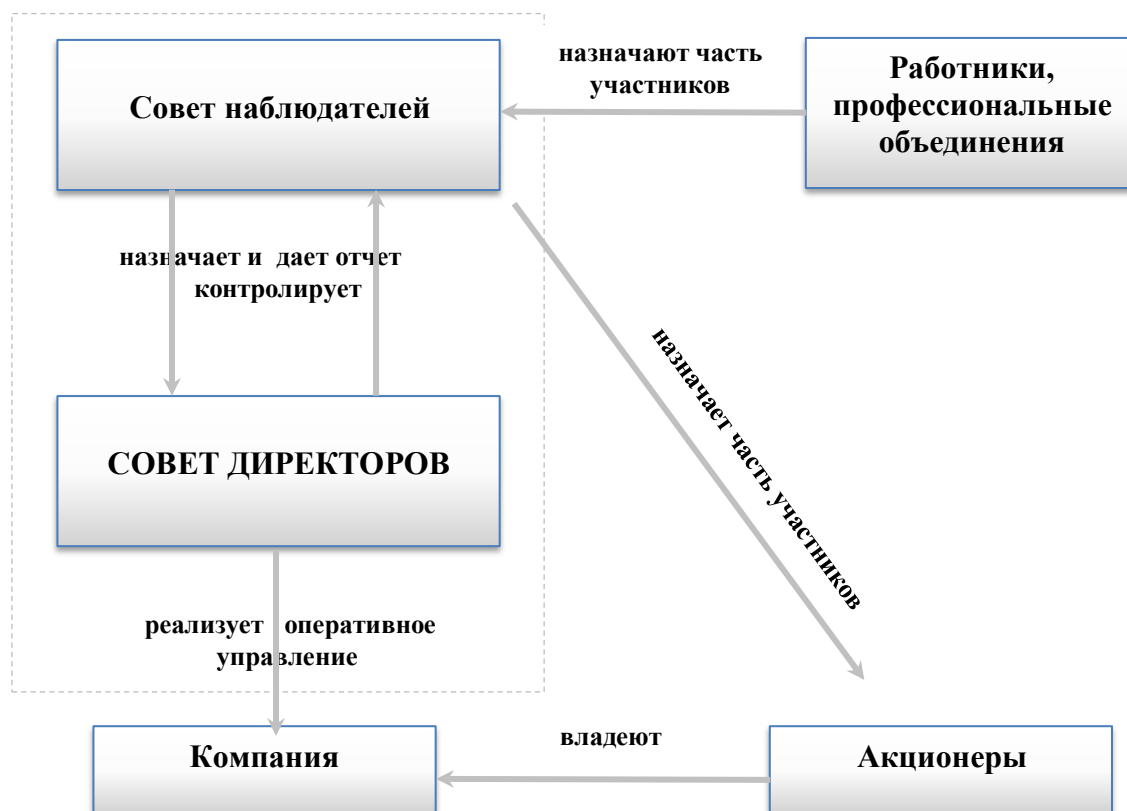 назначают часть
участников
Работники,
профессиональные
объединения
Совет наблюдателей
назначает и дает отчет
контролирует
назначает часть участников
СОВЕТ ДИРЕКТОРОВ
реализует оперативное
управление
Компания
владеют
Акционеры